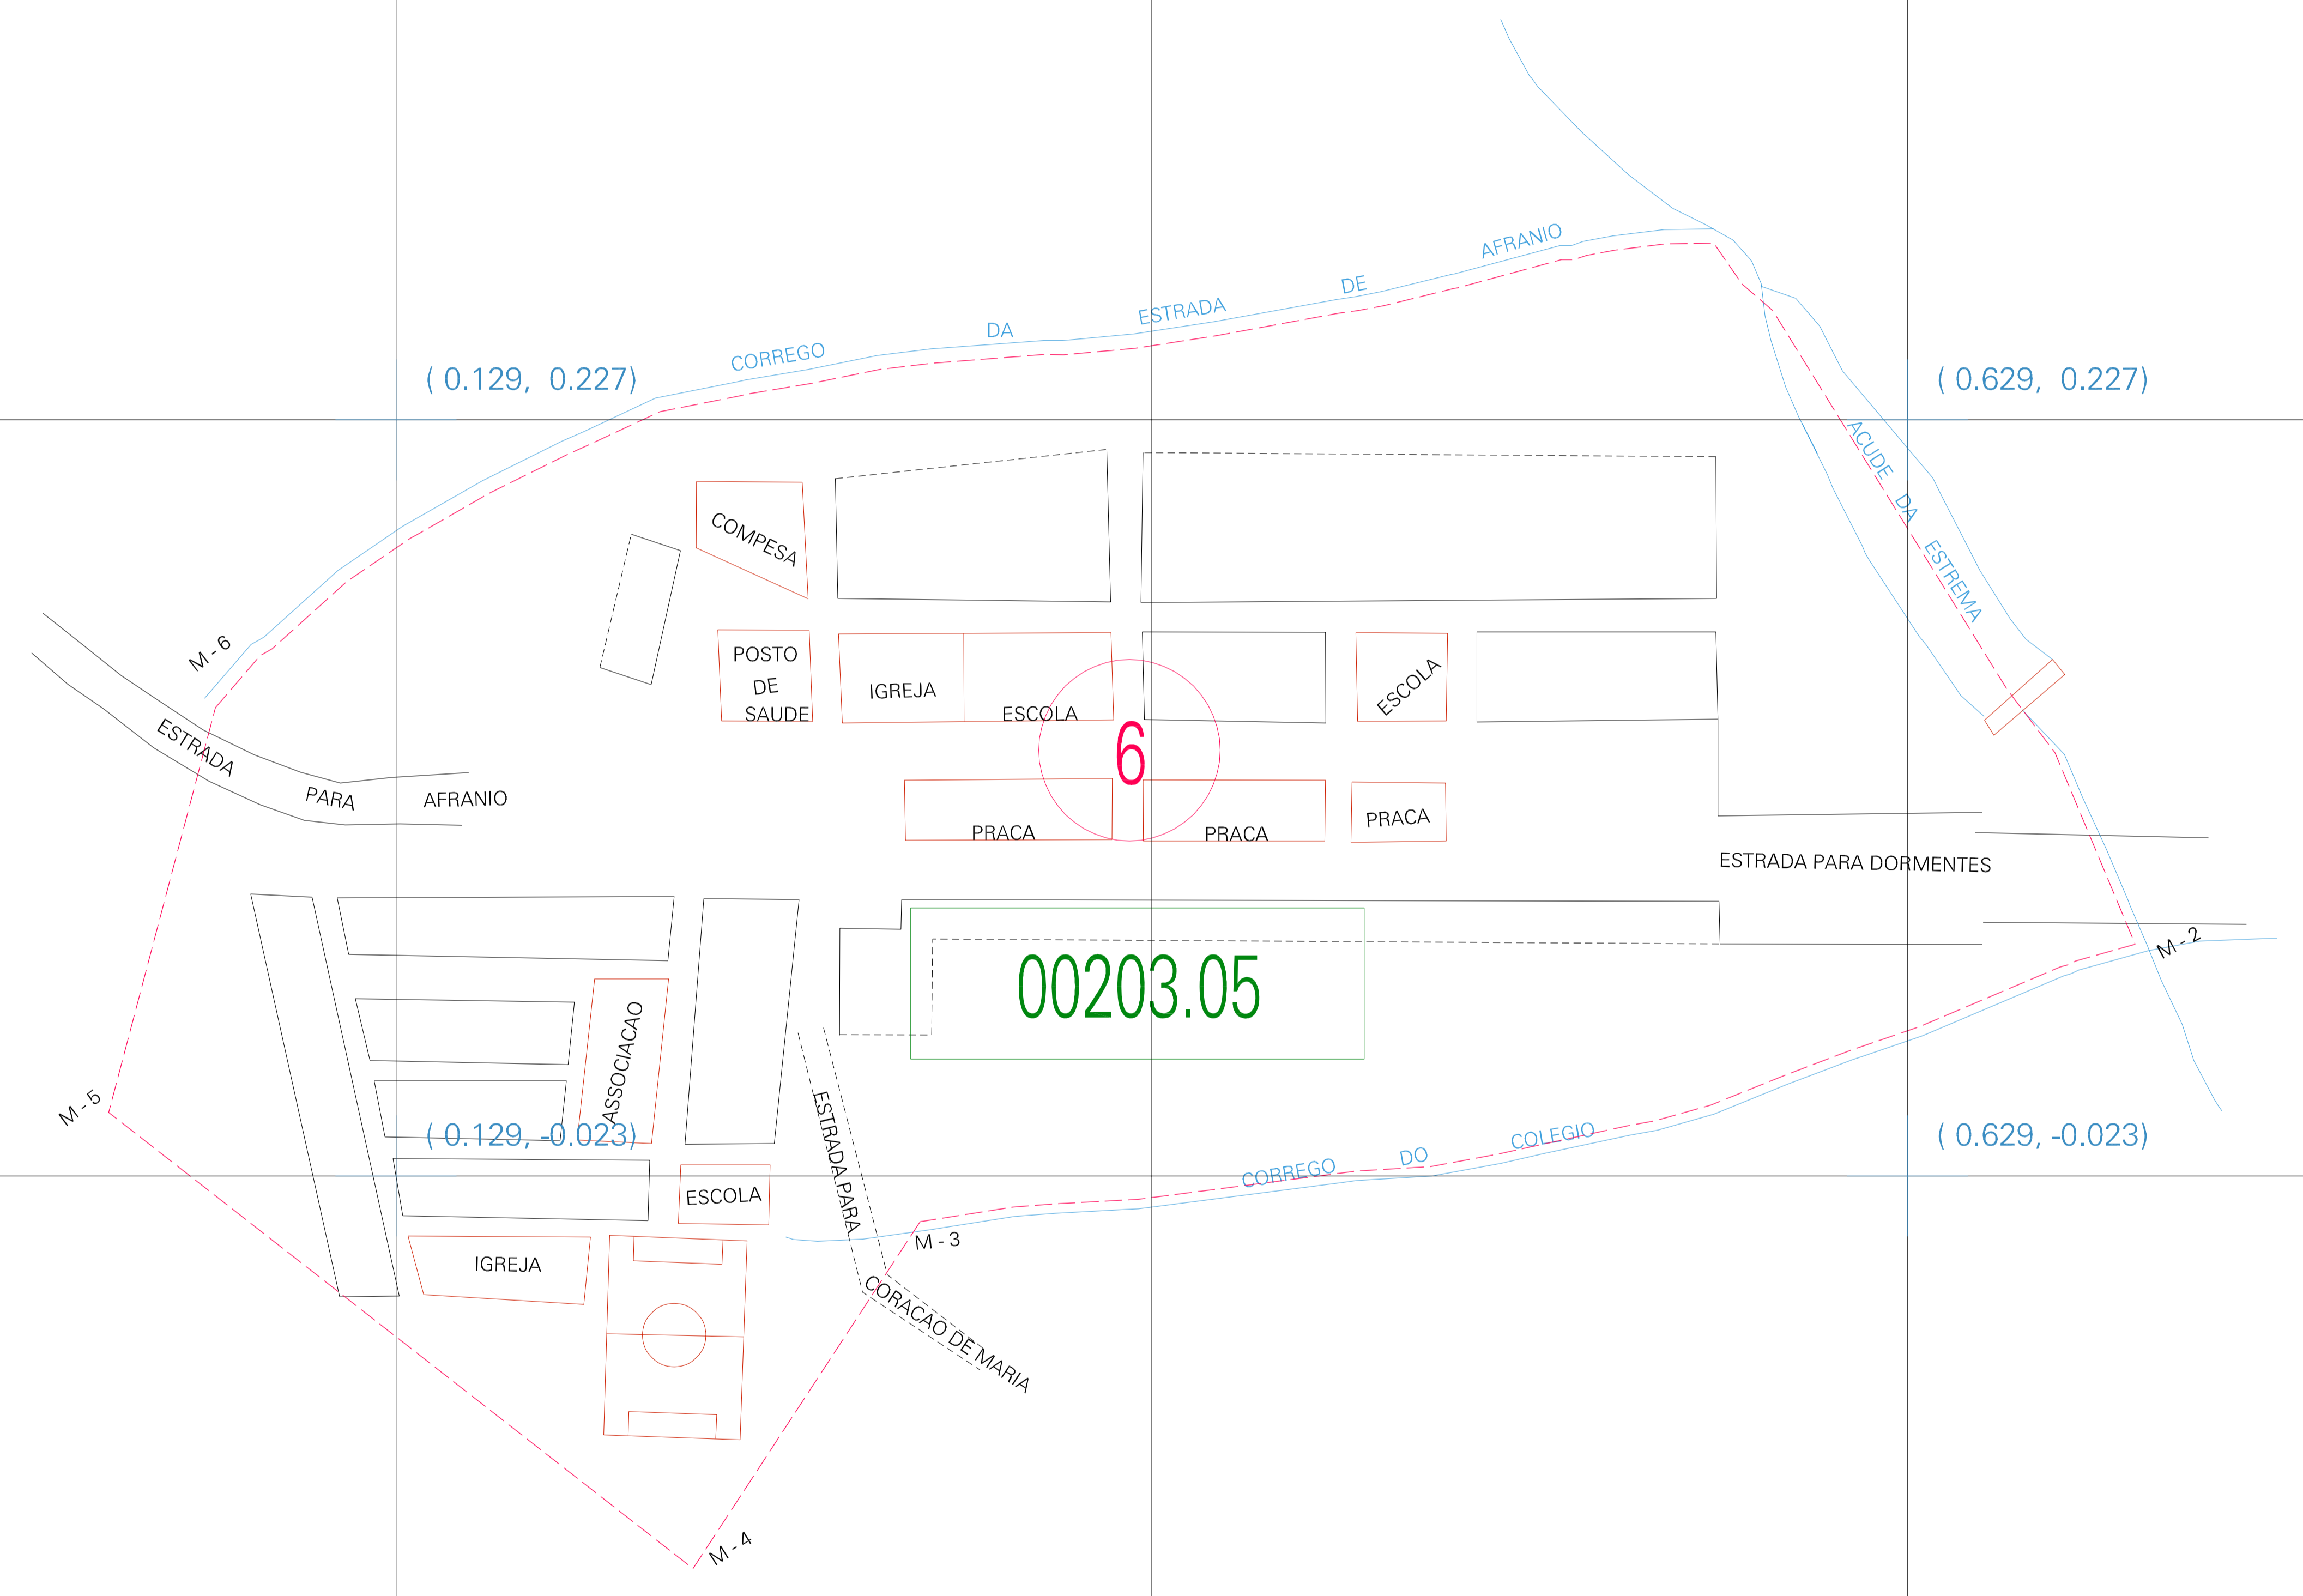 CORREGO DA ESTRADA DE AFRANIO
( 0.129, 0.227)
( 0.629, 0.227)
ACUDE DA ESTREMA
COMPESA
M - 6
POSTO
DE
SAUDE
IGREJA
ESCOLA
ESCOLA
6
ESTRADA PARA AFRANIO
PRACA
PRACA
PRACA
ESTRADA PARA DORMENTES
M - 2
00203.05
ASSOCIACAO
M - 5
( 0.129, -0.023)
( 0.629, -0.023)
CORREGO DO COLEGIO
ESTRADA PARA
CORACAO DE MARIA
ESCOLA
M - 3
IGREJA
M - 4